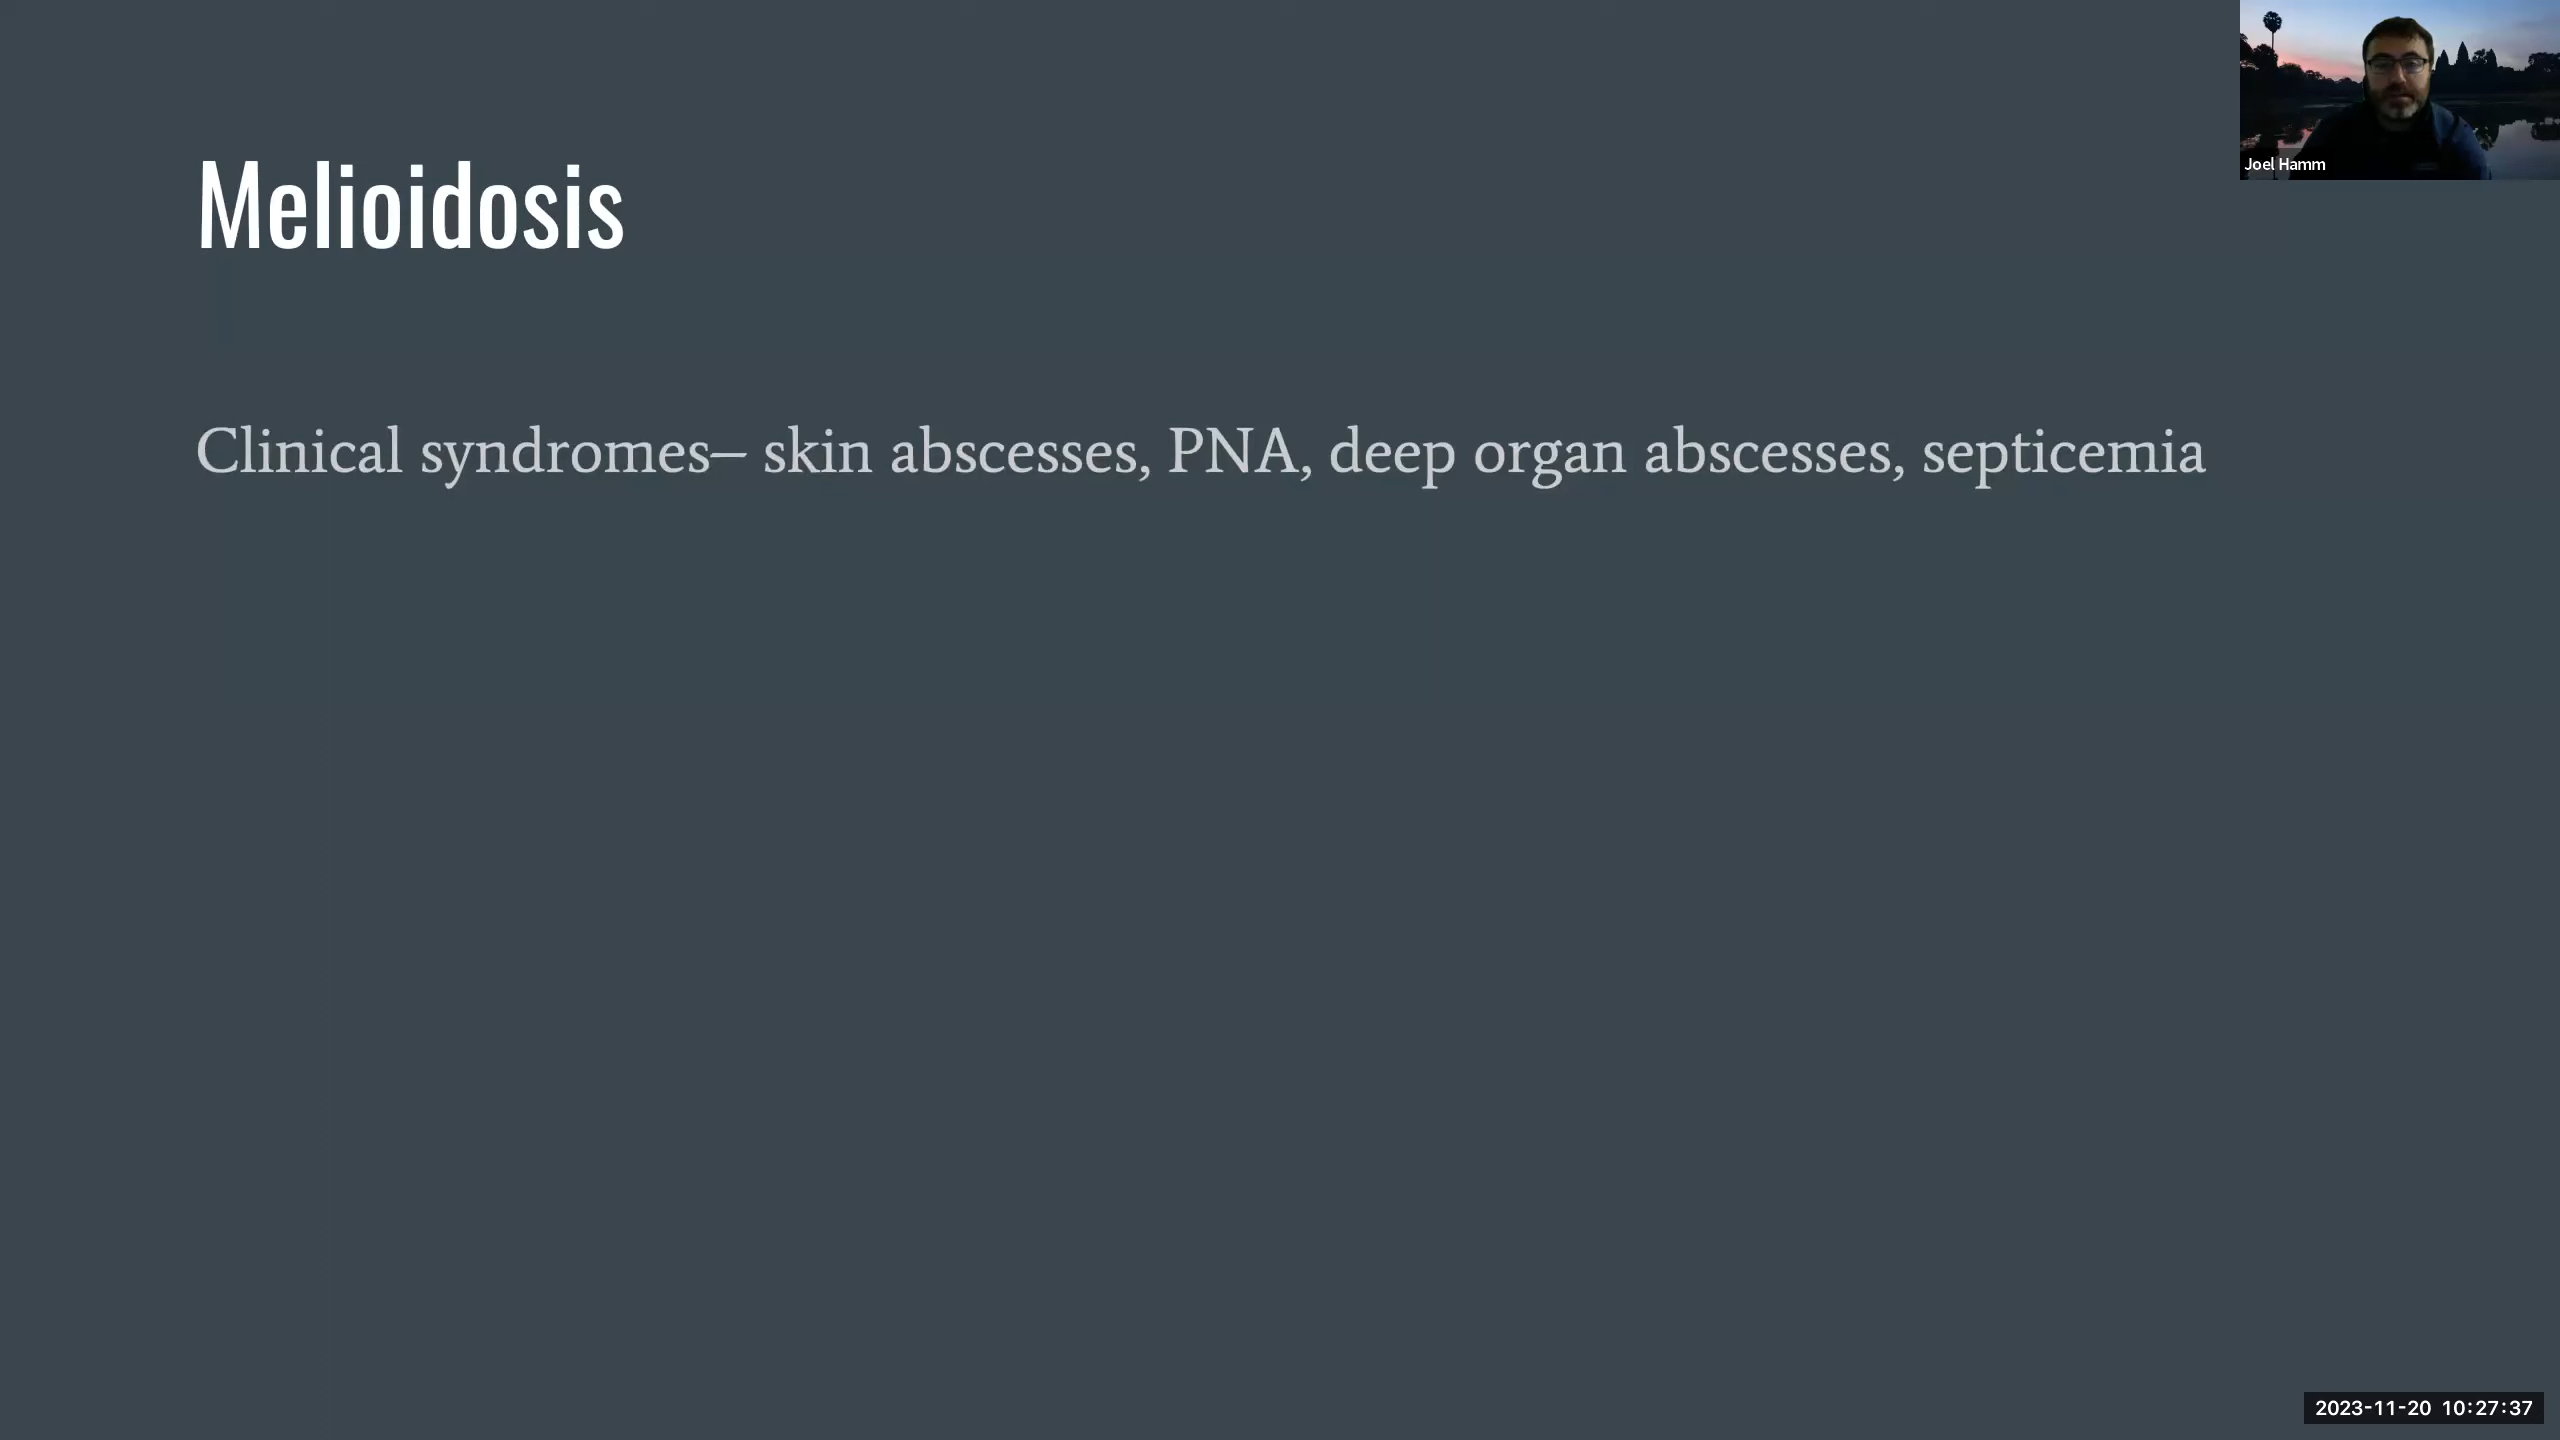 Joel Hamm
Melioidosis
Clinical syndromes– skin abscesses, PNA, deep organ abscesses, septicemia
2023-11-20 10:27:37